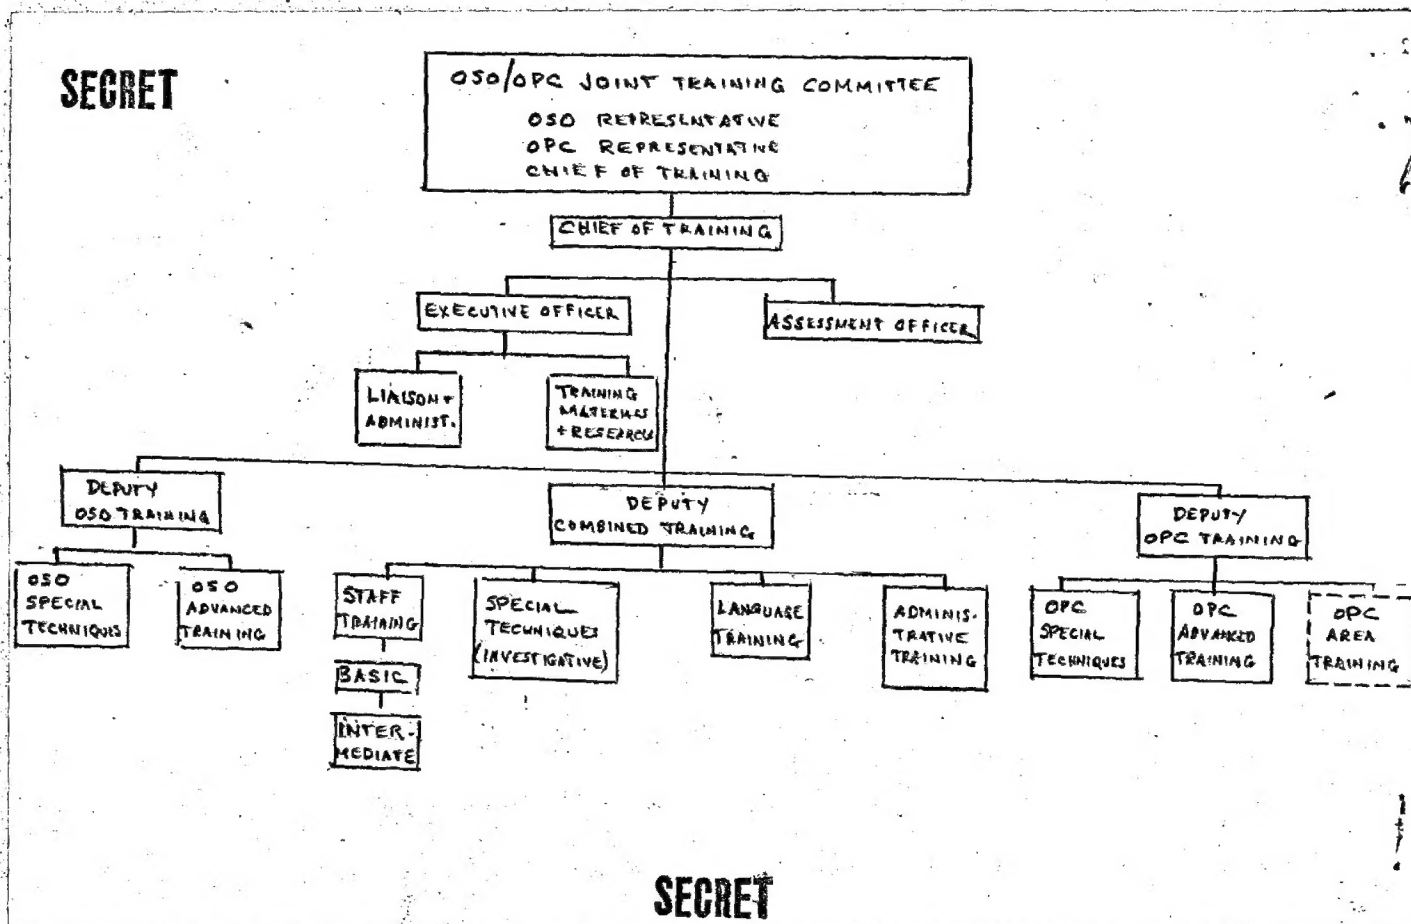 SECRET
OSO/OPC JOINT TRAINING COMMITTEE
OSO REPRESENTATIVE
OPC REPRESENTATIVE
CHIEF OF TRAINING
CHIEF OF TRAINING
EXECUTIVE OFFICER
ASSESSMENT OFFICER
LIAISON +
ADMINIST.
TRAINING
MATERIALS
+ RESEARCH
DEPUTY
OSO TRAINING
DEPUTY
COMBINED TRAINING
DEPUTY
OPC TRAINING
OSO
SPECIAL
TECHNIQUES
OSO
ADVANCED
TRAINING
STAFF
TRAINING
BASIC
INTER-
MEDIATE
SPECIAL
TECHNIQUES
(INVESTIGATIVE)
LANGUAGE
TRAINING
ADMINIS-
TRATIVE
TRAINING
OPC
SPECIAL
TECHNIQUES
OPC
ADVANCED
TRAINING
OPC
AREA
TRAINING
SECRET